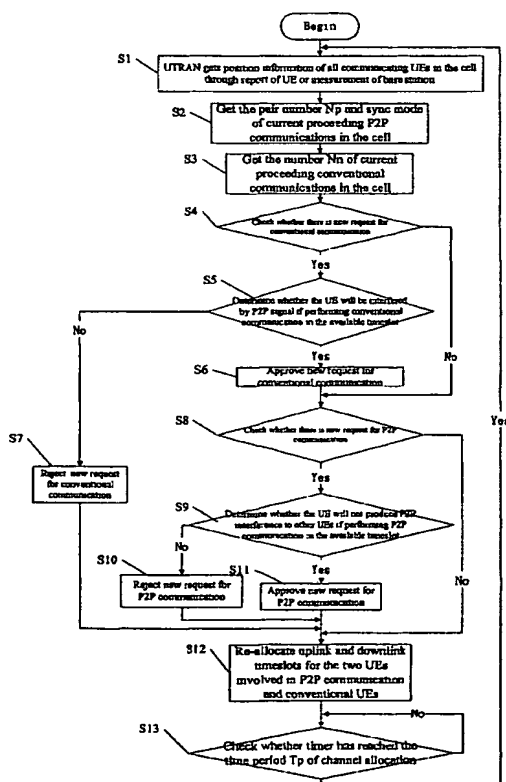 Begin
S1
UTRAN gets position information of all communicating UEs in the cell
through report of UE or measurement of base station
S2
Get the pair number Np and sync mode
of current proceeding P2P
communications in the cell
S3
Get the number Nn of current
proceeding conventional
communications in the cell
S4
Check whether there is new request for
conventional communication
Yes
S5
Determine whether the UE will be interfered
by P2P signal if performing conventional
communication in the available timeslot
No
Yes
S6
Approve new request for
conventional communication
No
Yes
S8
Check whether there is new request for P2P
communication
S7
Reject new request
for conventional
communication
Yes
S9
Determine whether the UE will not produce P2P
interference to other UEs if performing P2P
communication in the available timeslot
No
S10
Yes
S11
No
Reject new request
for P2P communication
Approve new request for
P2P communication
S12
Re-allocate uplink and downlink
timeslots for the two UEs
involved in P2P communication
and conventional UEs
No
S13
Check whether timer has reached the
time period Tp of channel allocation